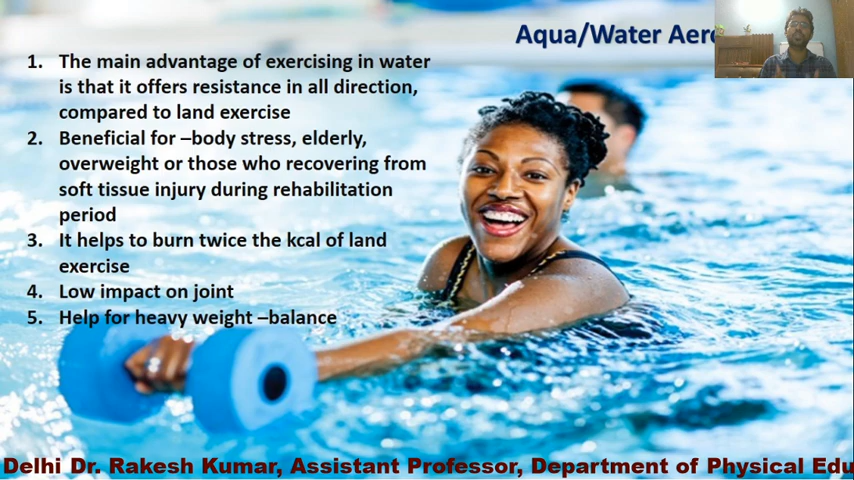 Aqua/Water Aero
1. The main advantage of exercising in water
is that it offers resistance in all direction,
compared to land exercise
2. Beneficial for –body stress, elderly,
overweight or those who recovering from
soft tissue injury during rehabilitation
period
3. It helps to burn twice the kcal of land
exercise
4. Low impact on joint
5. Help for heavy weight –balance
Delhi Dr. Rakesh Kumar, Assistant Professor, Department of Physical Edu